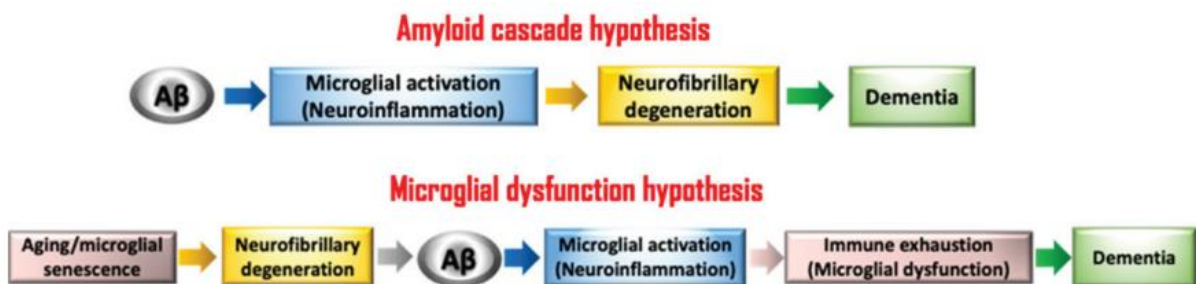 Amyloid cascade hypothesis
Aβ
Microglial activation
(Neuroinflammation)
Neurofibrillary
degeneration
Dementia
Microglial dysfunction hypothesis
Aging/microglial
senescence
Neurofibrillary
degeneration
Aβ
Microglial activation
(Neuroinflammation)
Immune exhaustion
(Microglial dysfunction)
Dementia